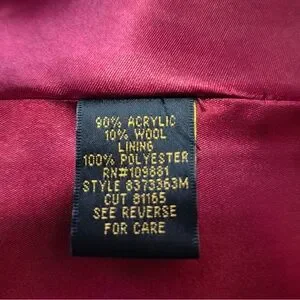 90% ACRYLIC
10% WOOL
LINING
100% POLYESTER
RN#109881
STYLE 8373363M
CUT 81165
SEE REVERSE
FOR CARE